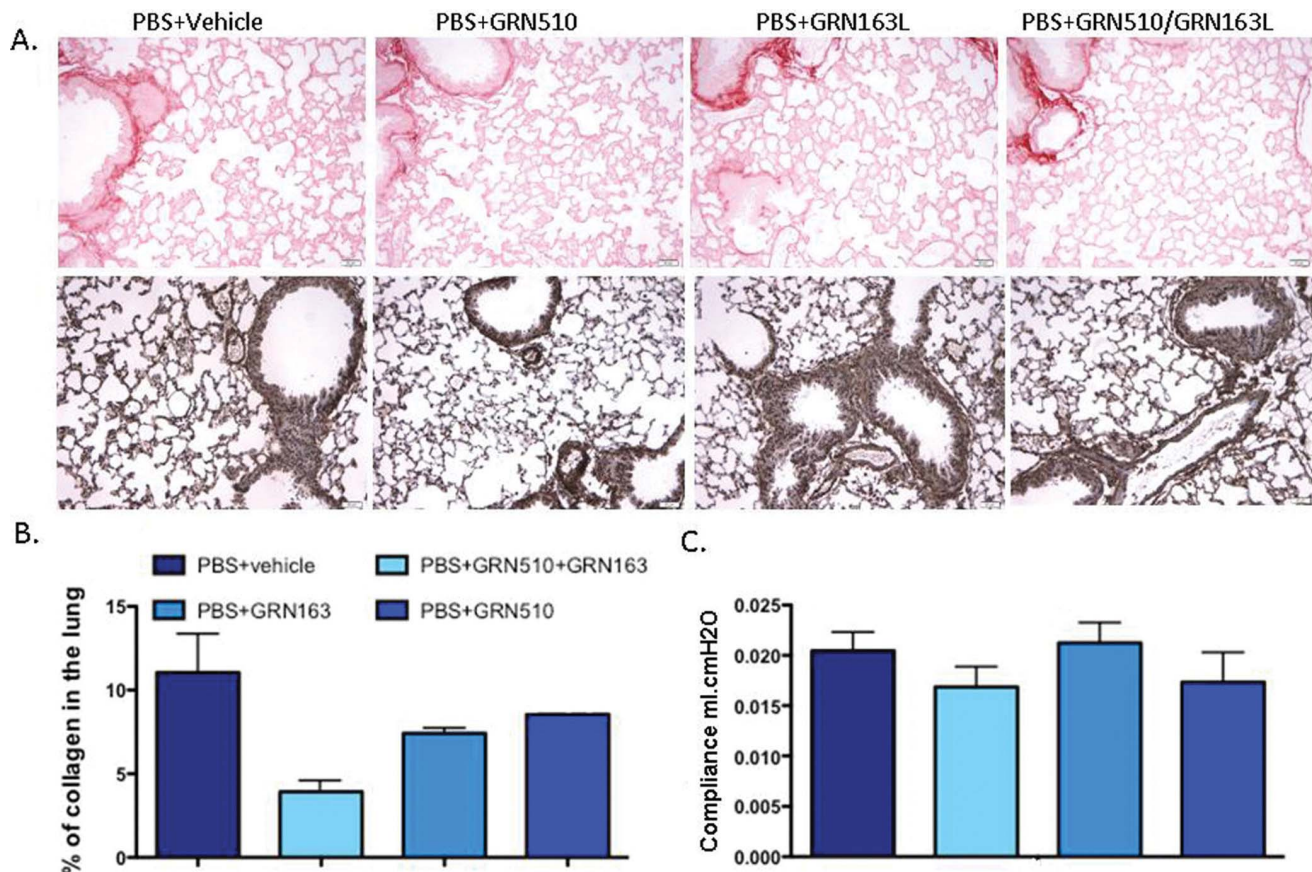 A.
PBS+Vehicle
PBS+GRN510
PBS+GRN163L
PBS+GRN510/GRN163L
B.
PBS+vehicle
PBS+GRN510+GRN163
PBS+GRN163
PBS+GRN510
% of collagen in the lung
15
10
5
0
C.
Compliance ml.cmH2O
0.025
0.020
0.015
0.010
0.005
0.000